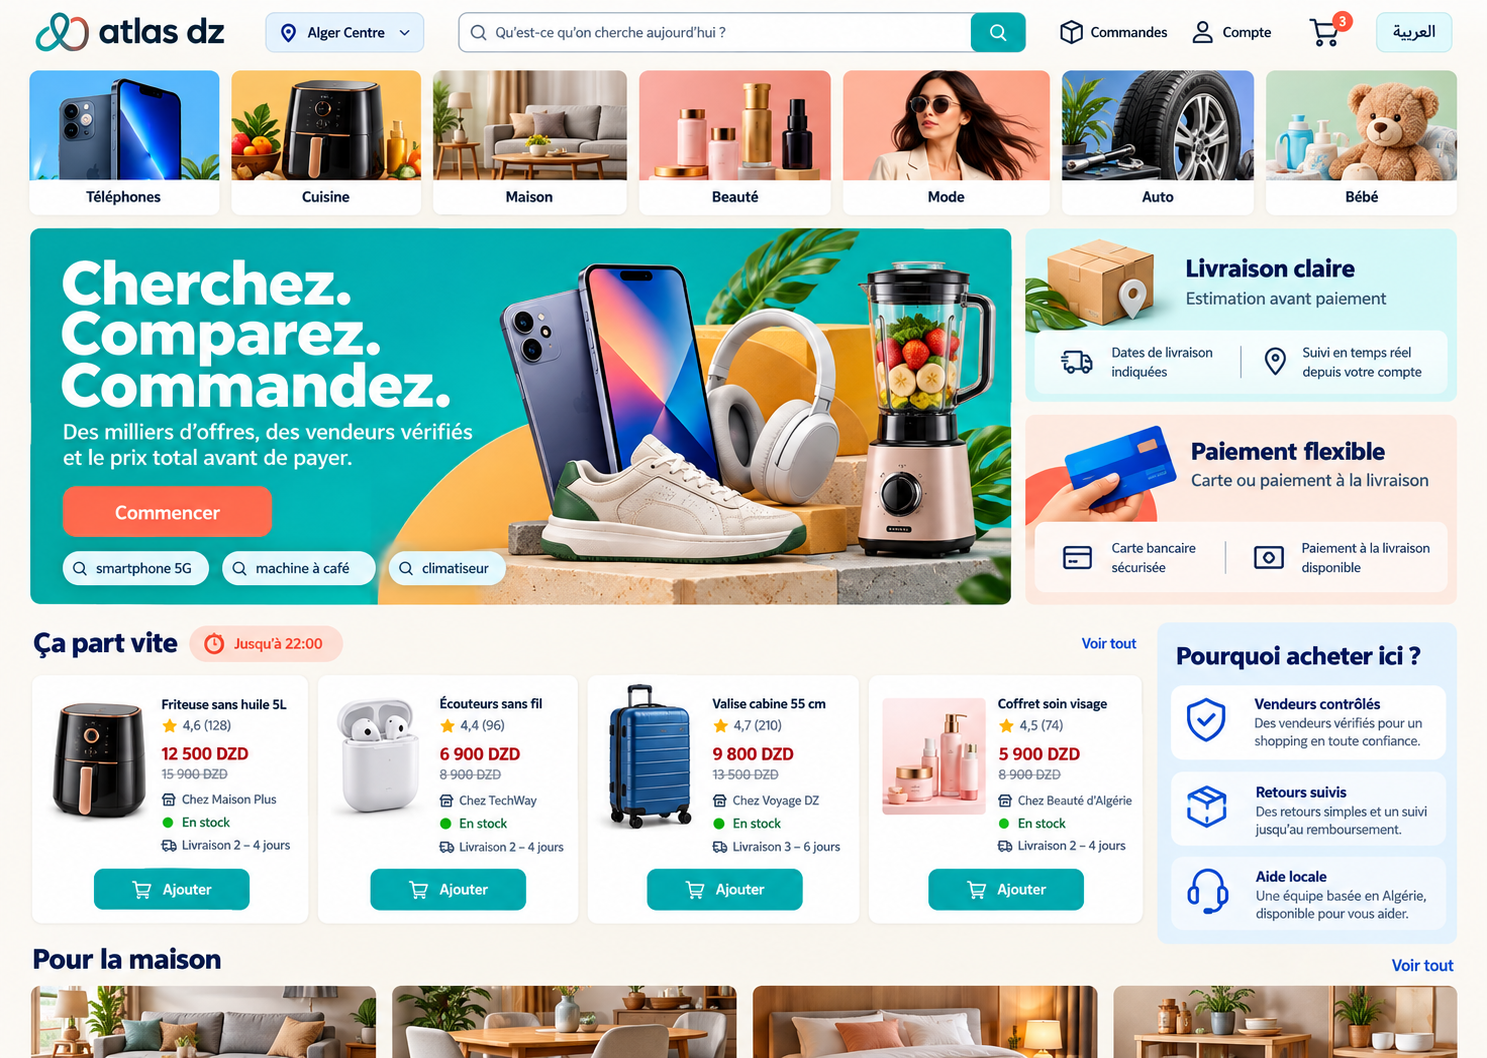 atlas dz
Alger Centre
Qu'est-ce qu'on cherche aujourd'hui ?
Commandes
Compte
3
العربية
Téléphones
Cuisine
Maison
Beauté
Mode
Auto
Bébé
Cherchez.
Comparez.
Commandez.
Des milliers d'offres, des vendeurs vérifiés
et le prix total avant de payer.
Commencer
smartphone 5G
machine à café
climatiseur
Livraison claire
Estimation avant paiement
Dates de livraison
indiquées
Suivi en temps réel
depuis votre compte
Paiement flexible
Carte ou paiement à la livraison
Carte bancaire
sécurisée
Paiement à la livraison
disponible
Ça part vite
Jusqu'à 22:00
Voir tout
Friteuse sans huile 5L
4,6 (128)
12 500 DZD
15 900 DZD
Chez Maison Plus
En stock
Livraison 2 – 4 jours
Ajouter
Écouteurs sans fil
4,4 (96)
6 900 DZD
8 900 DZD
Chez TechWay
En stock
Livraison 2 – 4 jours
Ajouter
Valise cabine 55 cm
4,7 (210)
9 800 DZD
13 500 DZD
Chez Voyage DZ
En stock
Livraison 3 – 6 jours
Ajouter
Coffret soin visage
4,5 (74)
5 900 DZD
8 900 DZD
Chez Beauté d'Algérie
En stock
Livraison 2 – 4 jours
Ajouter
Pourquoi acheter ici ?
Vendeurs contrôlés
Des vendeurs vérifiés pour un
shopping en toute confiance.
Retours suivis
Des retours simples et un suivi
jusqu'au remboursement.
Aide locale
Une équipe basée en Algérie,
disponible pour vous aider.
Pour la maison
Voir tout